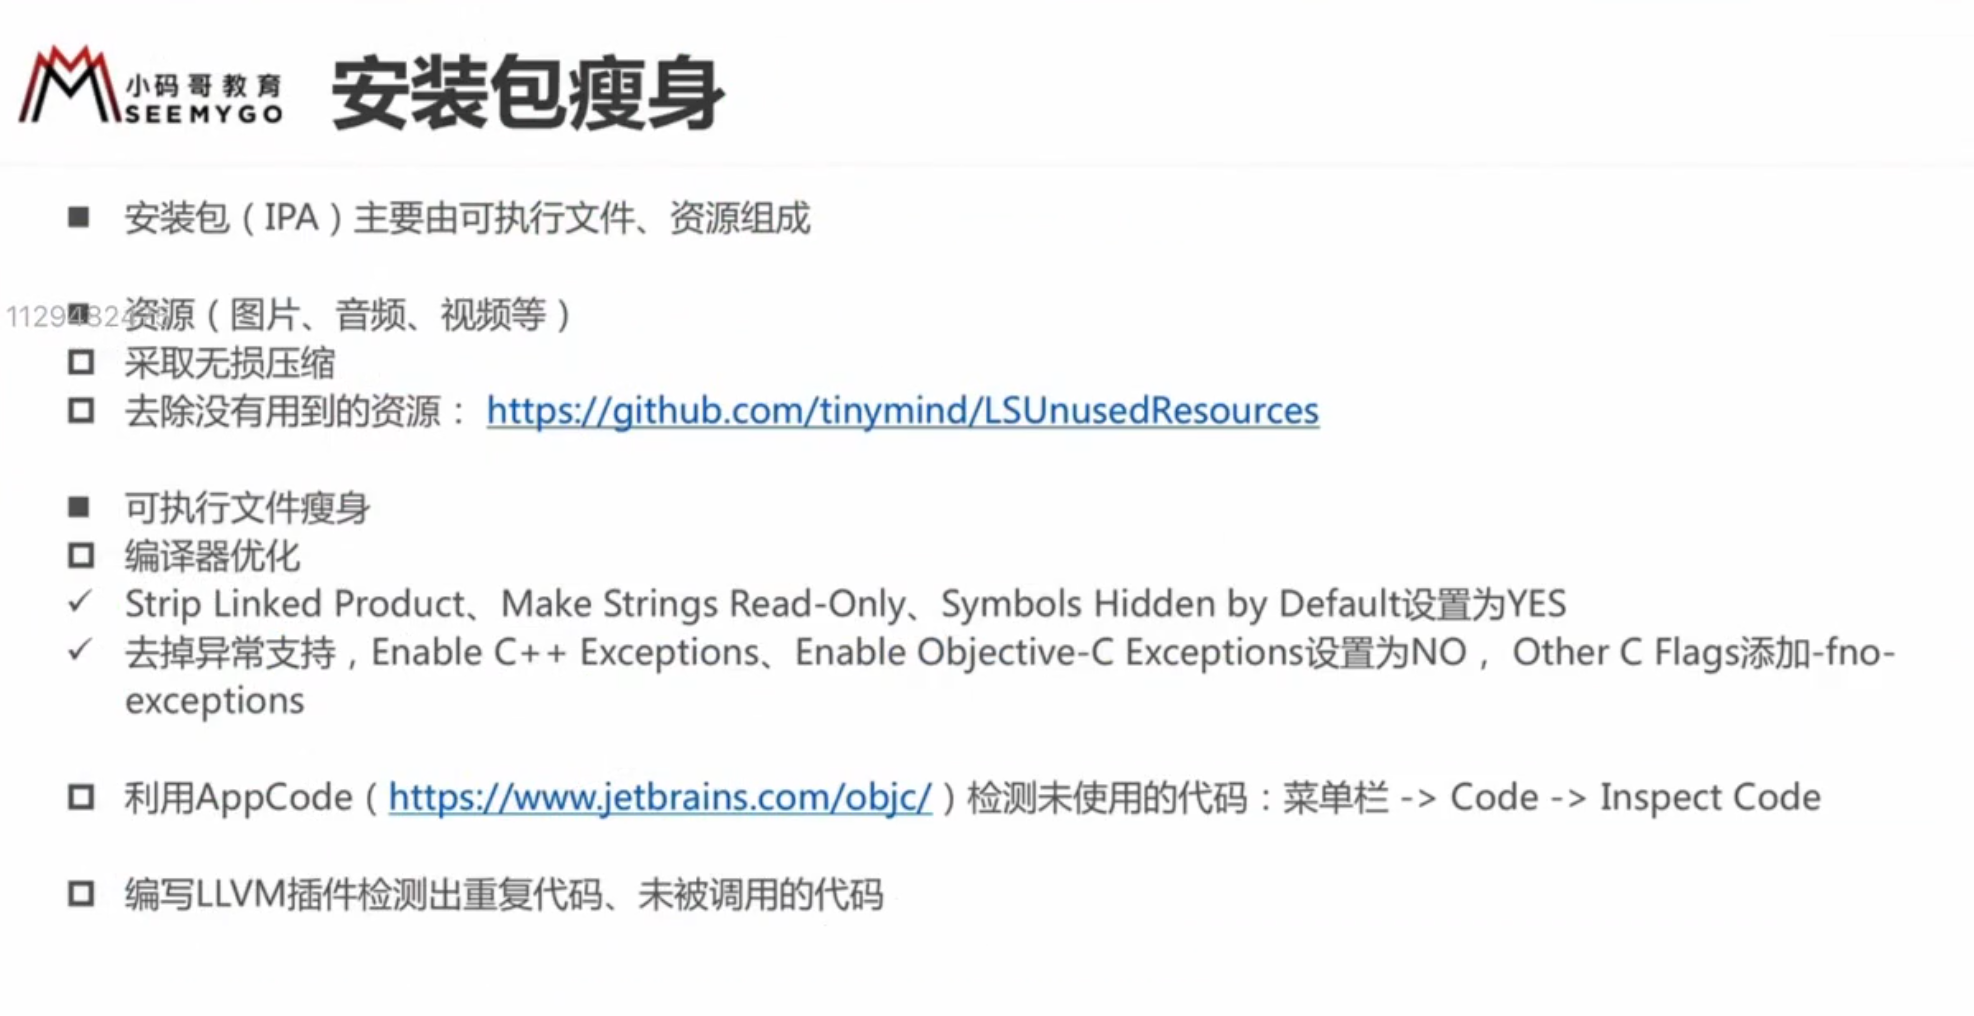 小码哥教育
SEEMYGO
安装包瘦身
■ 安装包（IPA）主要由可执行文件、资源组成
■ 资源（图片、音频、视频等）
采取无损压缩
去除没有用到的资源： https://github.com/tinymind/LSUnusedResources
■ 可执行文件瘦身
编译器优化
✓ Strip Linked Product、Make Strings Read-Only、Symbols Hidden by Default设置为YES
✓ 去掉异常支持，Enable C++ Exceptions、Enable Objective-C Exceptions设置为NO， Other C Flags添加-fno-
exceptions
利用AppCode（https://www.jetbrains.com/objc/）检测未使用的代码：菜单栏 -> Code -> Inspect Code
编写LLVM插件检测出重复代码、未被调用的代码